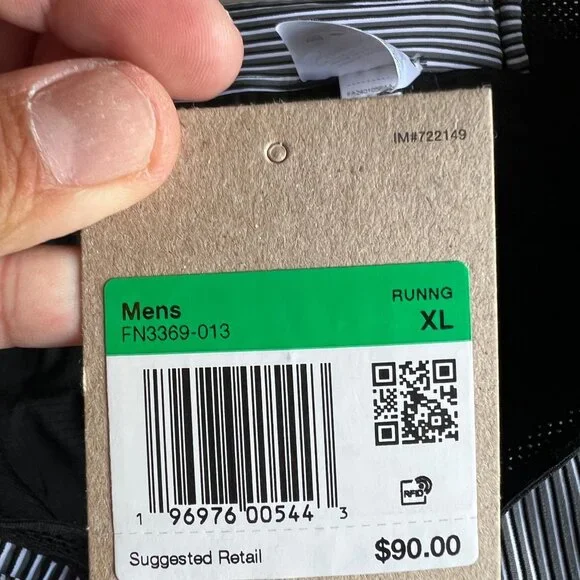 IM#722149
Mens RUNNG
FN3369-013 XL
RFID
1 96976 00544 3
Suggested Retail $90.00